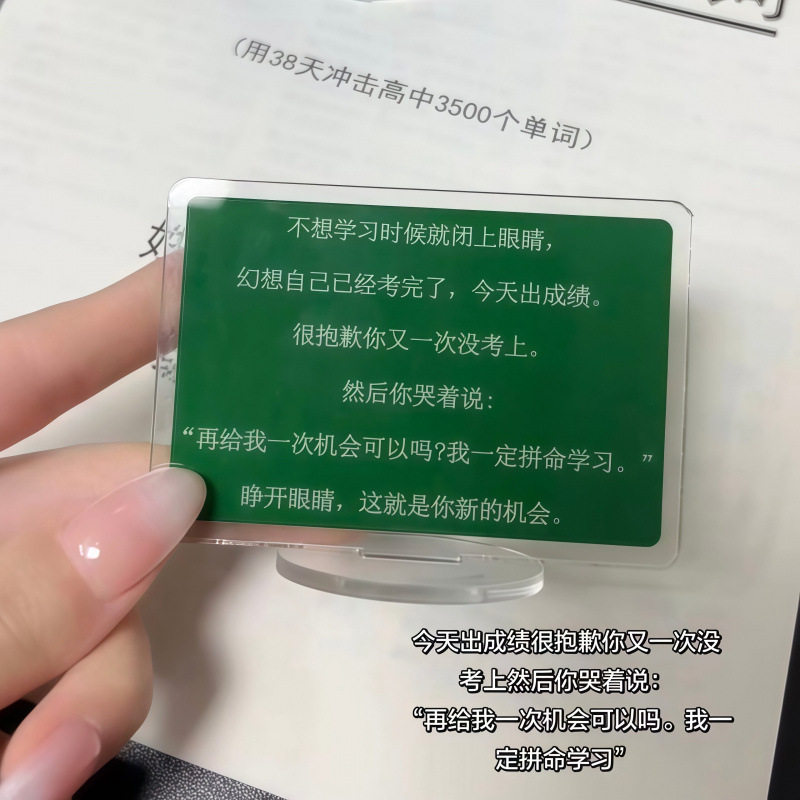 （用38天冲击高中3500个单词）
不想学习时候就闭上眼睛，
幻想自己已经考完了，今天出成绩。
很抱歉你又一次没考上。
然后你哭着说：
“再给我一次机会可以吗?我一定拼命学习。”
睁开眼睛，这就是你新的机会。
今天出成绩很抱歉你又一次没
考上然后你哭着说：
“再给我一次机会可以吗。我一
定拼命学习”